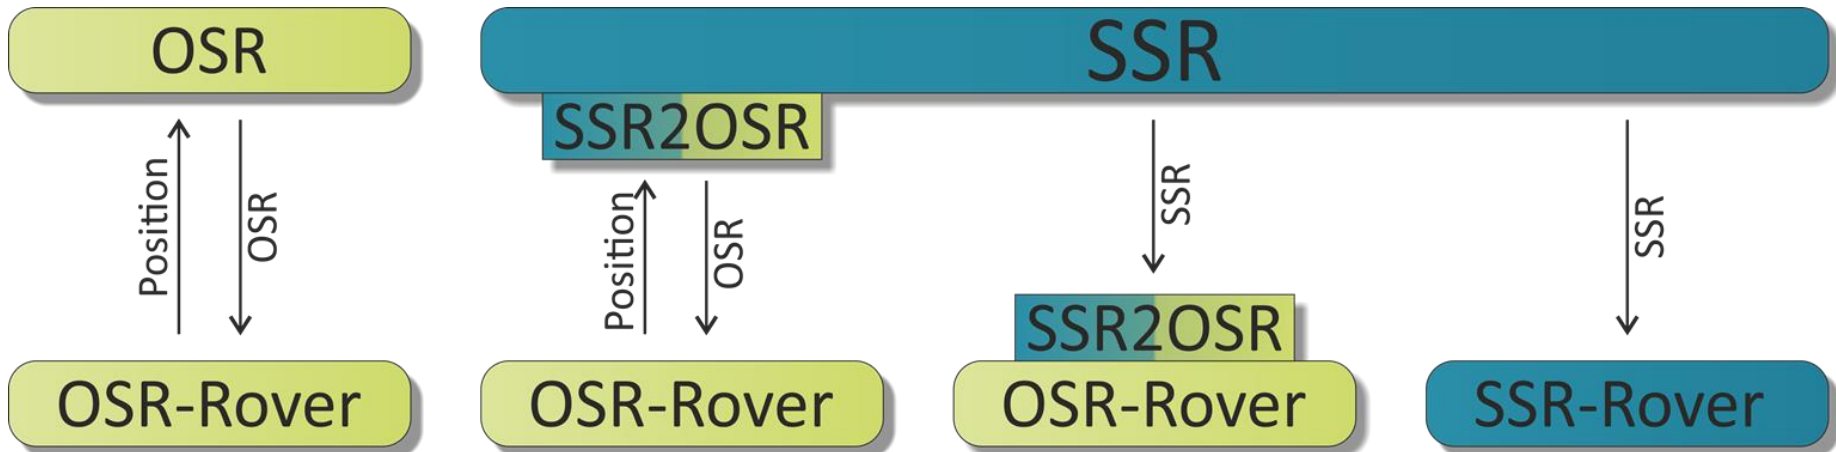 OSR
SSR
SSR2OSR
Position
OSR
Position
OSR
SSR
SSR
SSR2OSR
OSR-Rover
OSR-Rover
OSR-Rover
SSR-Rover